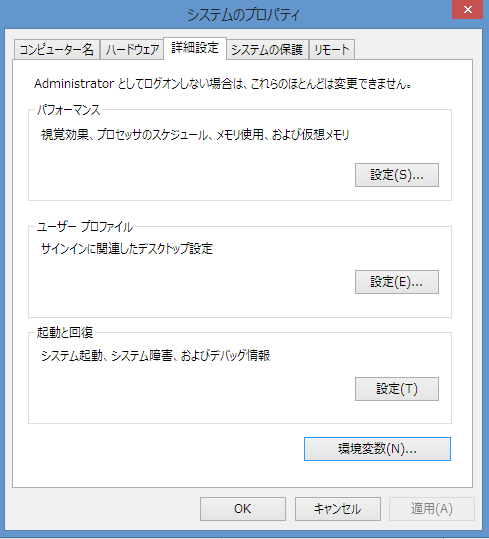 システムのプロパティ
コンピューター名 ハードウェア 詳細設定 システムの保護 リモート
Administrator としてログオンしない場合は、これらのほとんどは変更できません。
パフォーマンス
視覚効果、プロセッサのスケジュール、メモリ使用、および仮想メモリ
設定(S)...
ユーザー プロファイル
サインインに関連したデスクトップ設定
設定(E)...
起動と回復
システム起動、システム障害、およびデバッグ情報
設定(T)
環境変数(N)...
OK キャンセル 適用(A)